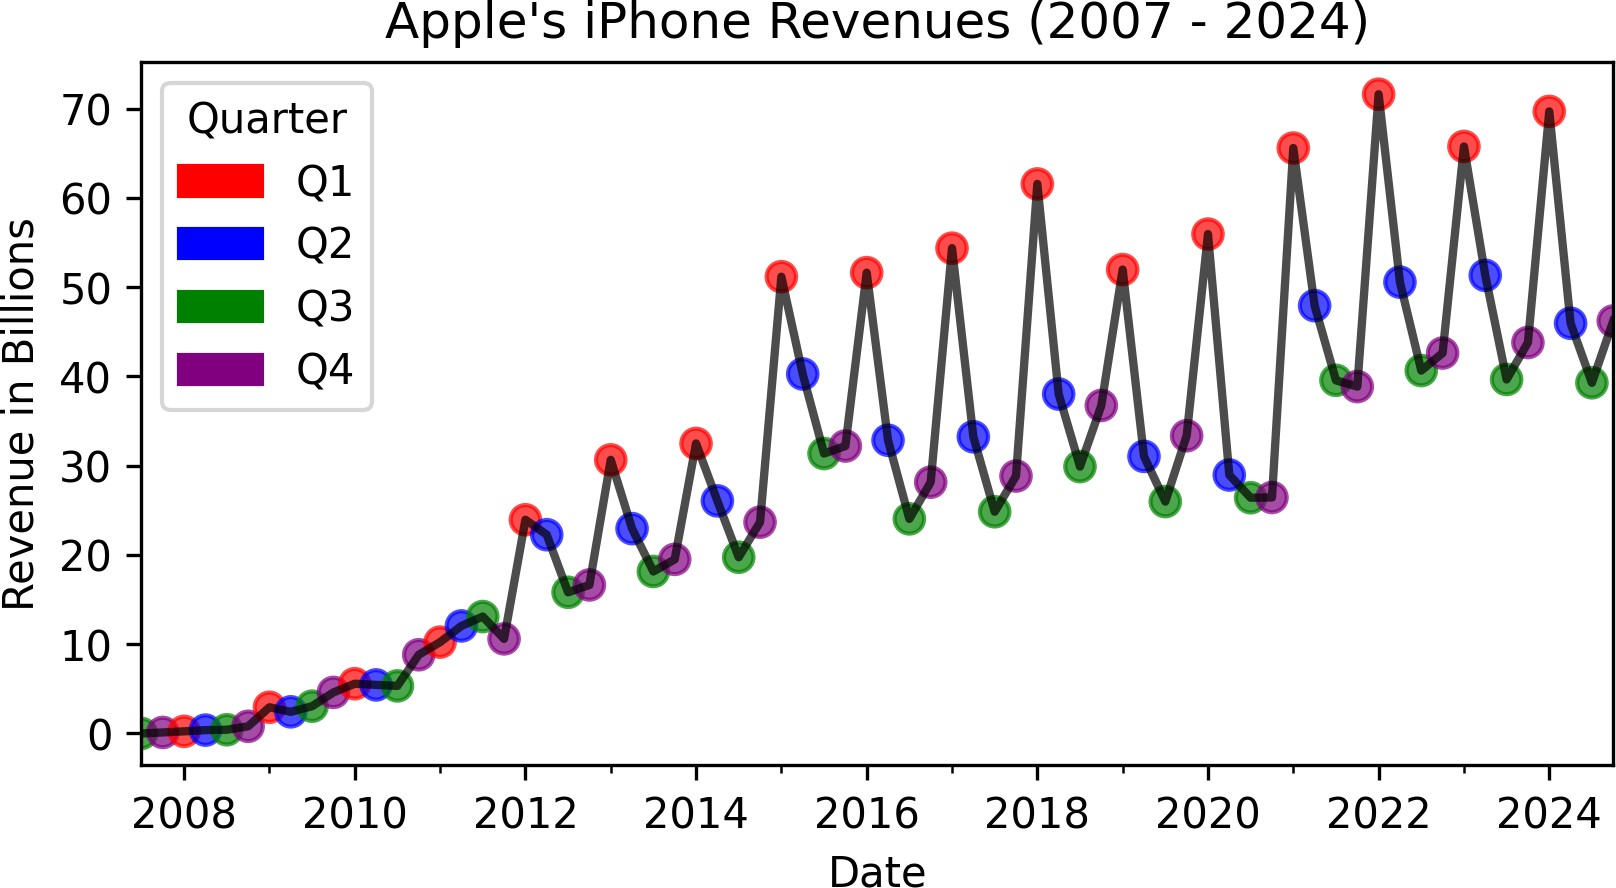 Apple's iPhone Revenues (2007 - 2024)
Revenue in Billions
70
60
50
40
30
20
10
0
Quarter
Q1
Q2
Q3
Q4
2008 2010 2012 2014 2016 2018 2020 2022 2024
Date